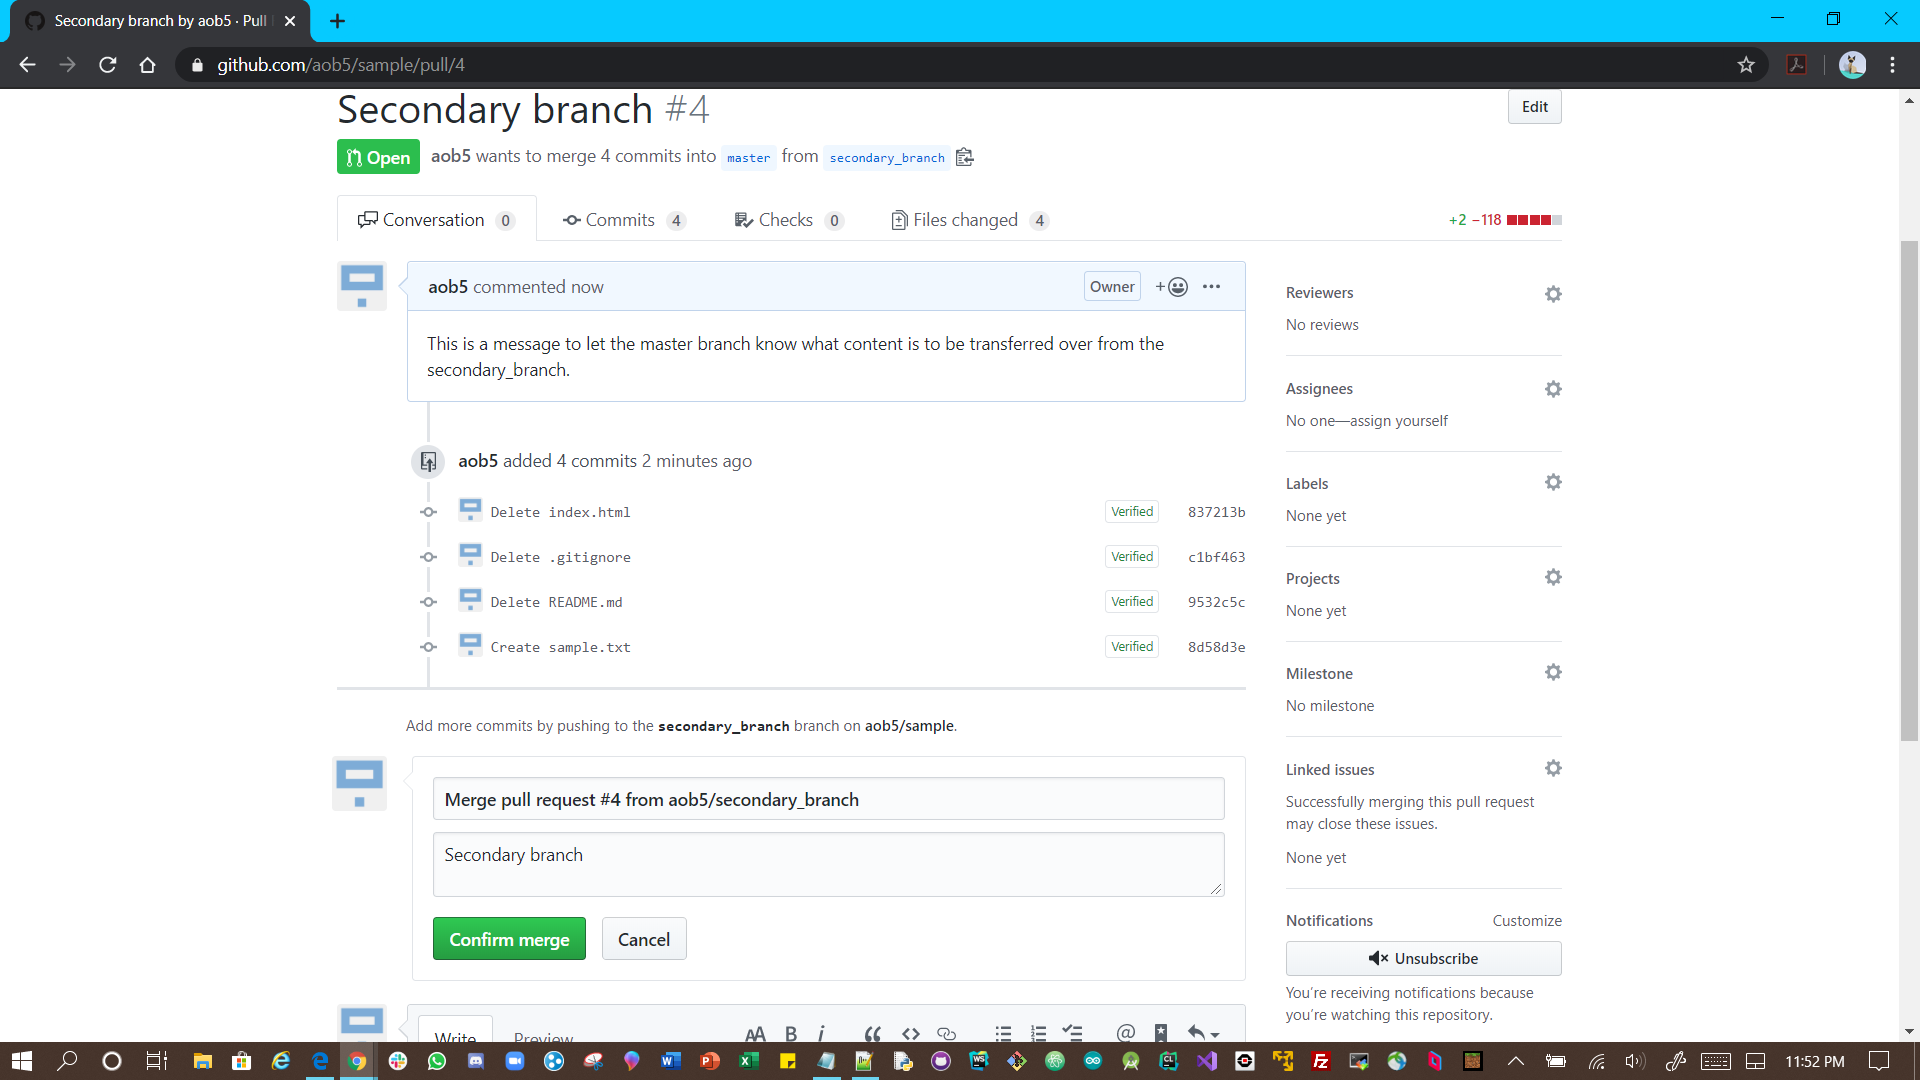 Secondary branch by aob5 · Pull
github.com/aob5/sample/pull/4
Secondary branch #4
Edit
Open
aob5 wants to merge 4 commits into master from secondary_branch
Conversation 0
Commits 4
Checks 0
Files changed 4
+2 −118
aob5 commented now
Owner
This is a message to let the master branch know what content is to be transferred over from the
secondary_branch.
aob5 added 4 commits 2 minutes ago
Delete index.html Verified 837213b
Delete .gitignore Verified c1bf463
Delete README.md Verified 9532c5c
Create sample.txt Verified 8d58d3e
Add more commits by pushing to the secondary_branch branch on aob5/sample.
Merge pull request #4 from aob5/secondary_branch
Secondary branch
Confirm merge
Cancel
Write
Preview
Reviewers
No reviews
Assignees
No one—assign yourself
Labels
None yet
Projects
None yet
Milestone
No milestone
Linked issues
Successfully merging this pull request
may close these issues.
None yet
Notifications
Customize
Unsubscribe
You're receiving notifications because
you're watching this repository.
11:52 PM